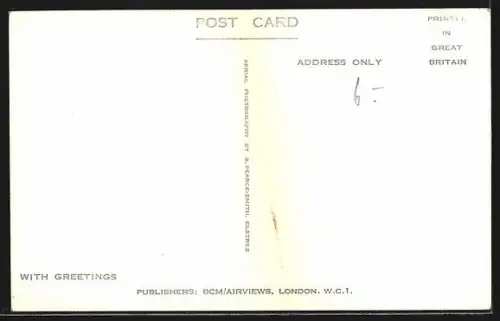 POST CARD
PRINTED
IN
GREAT
BRITAIN
ADDRESS ONLY
6-
AERIAL PHOTOGRAPHY BY S. PEARCE-SMITH, ELSTREE
WITH GREETINGS
PUBLISHERS: BCM/AIRVIEWS, LONDON. W.C.1.